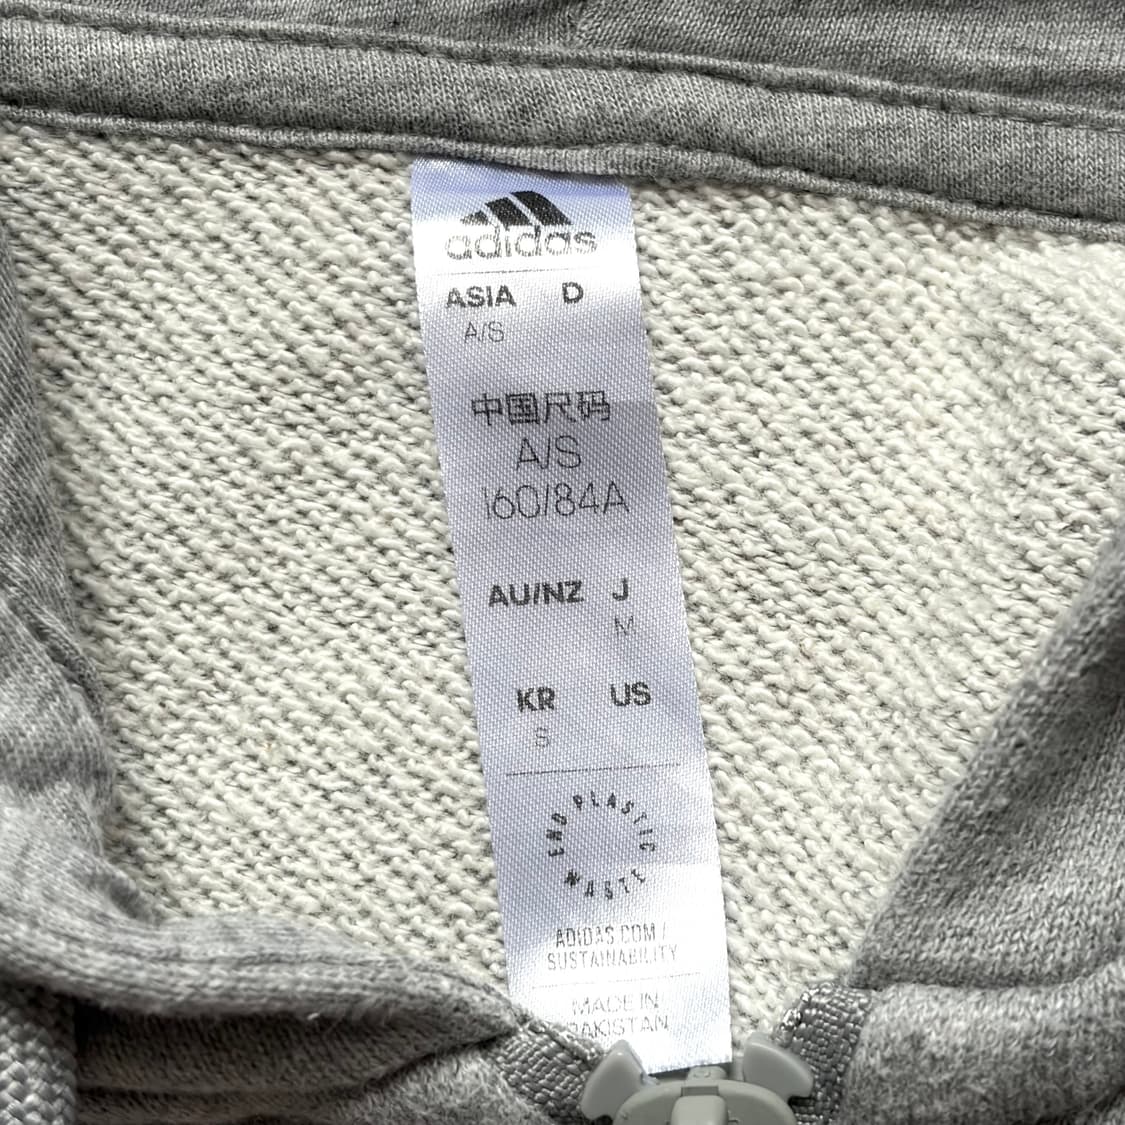 adidas
ASIA D
A/S
中国尺码
A/S
160/84A
AU/NZ J
M
KR US
S
END PLASTIC WASTE
ADIDAS.COM /
SUSTAINABILITY
MADE IN
PAKISTAN